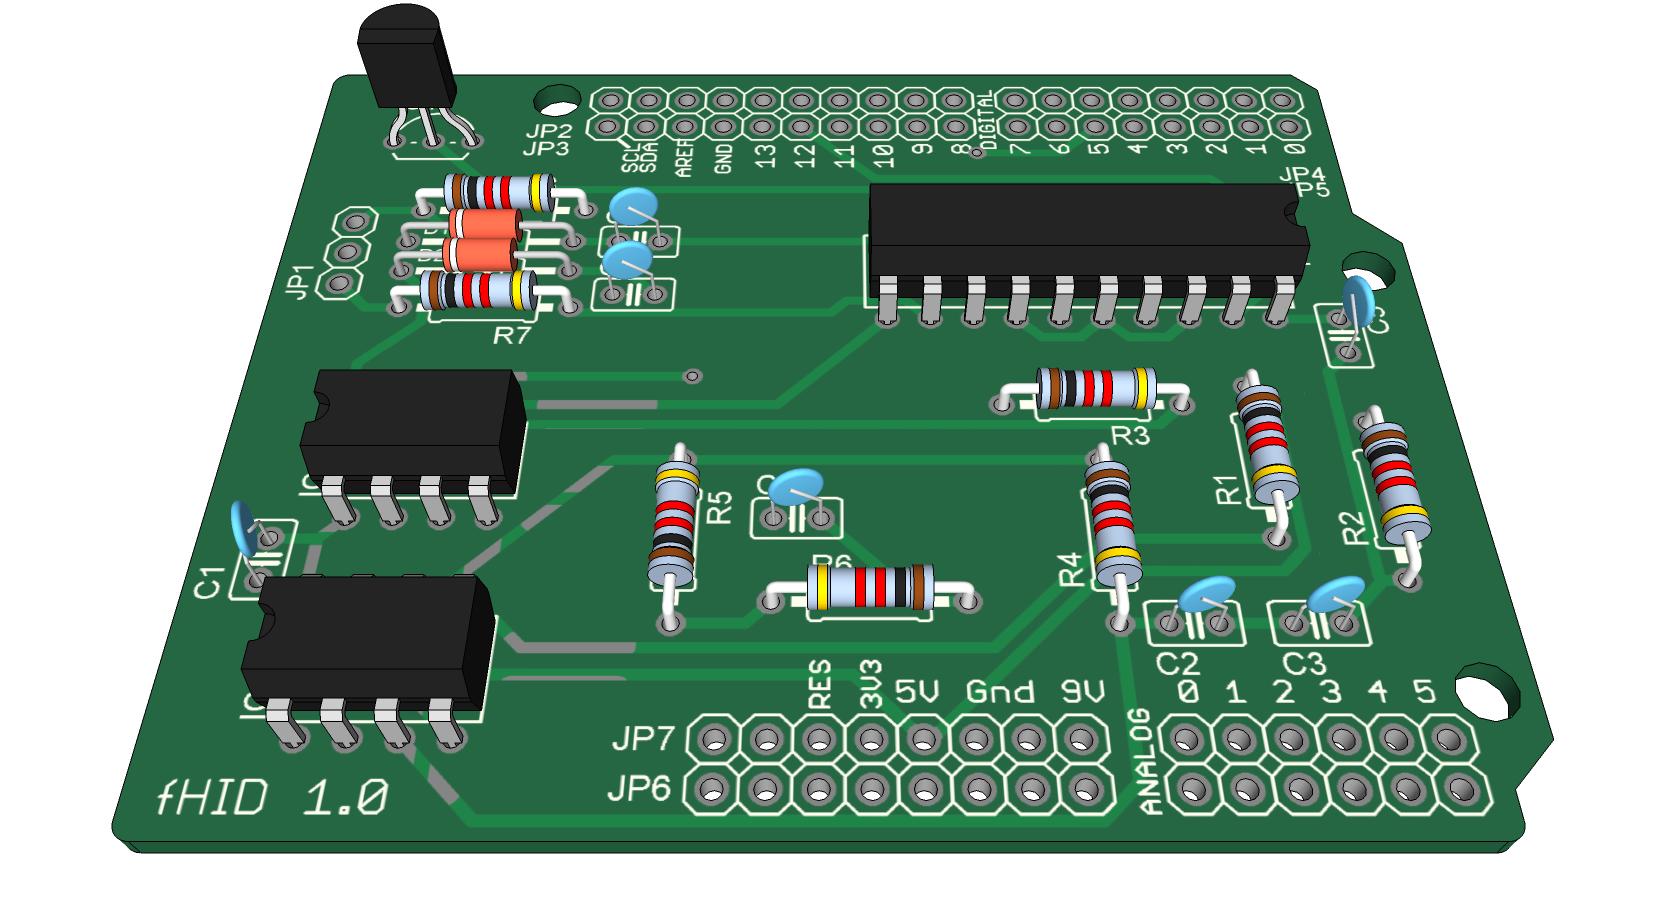 JP2
JP3
SCL
SDA
AREF
GND
13
12
11
10
9
8
DIGITAL
7
6
5
4
3
2
1
0
JP4
JP5
JP1
R7
C3
R3
R5
R1
R2
R4
R6
C1
C2
C3
RES
3V3
5V
Gnd
9V
ANALOG
0
1
2
3
4
5
JP7
JP6
fHID 1.0